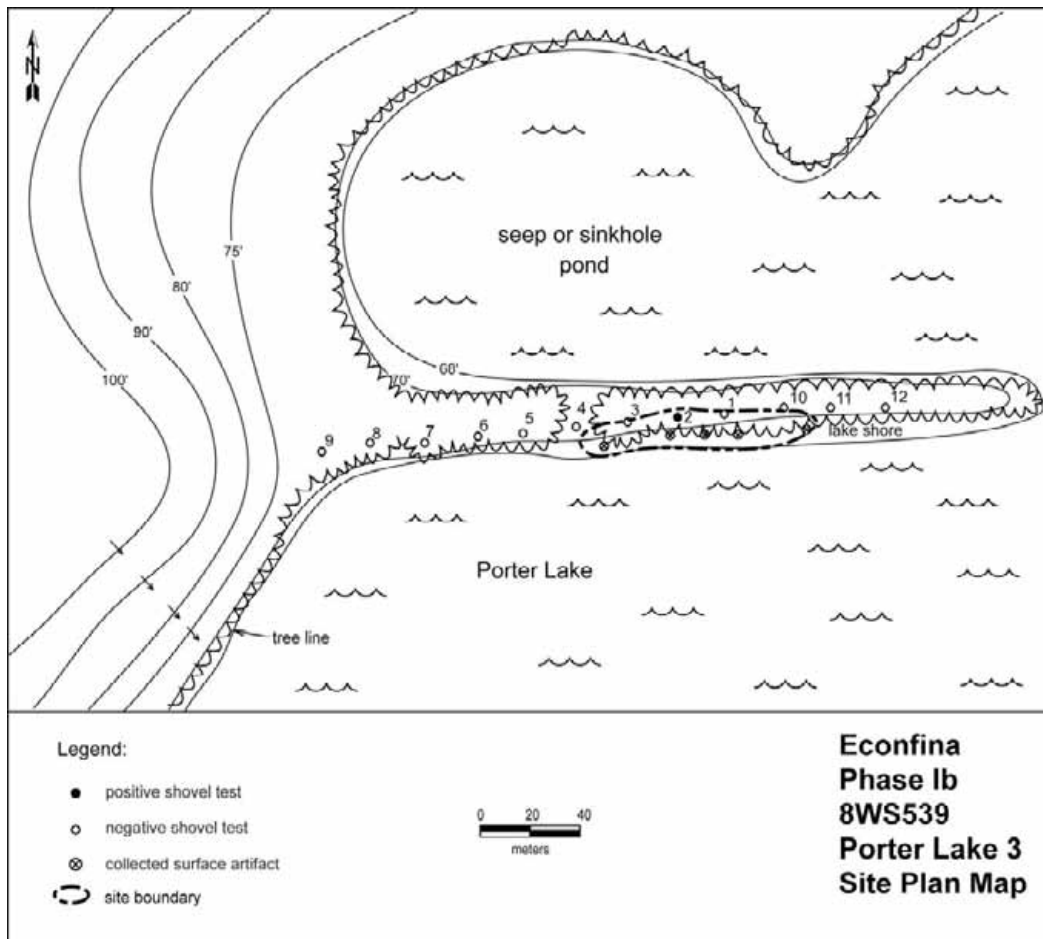 N
75'
80'
90'
100'
seep or sinkhole
pond
68'
70'
1
2
3
4
5
6
7
8
9
10
11
12
lake shore
Porter Lake
tree line
Legend:
positive shovel test
negative shovel test
collected surface artifact
site boundary
0 20 40
meters
Econfina
Phase Ib
8WS539
Porter Lake 3
Site Plan Map